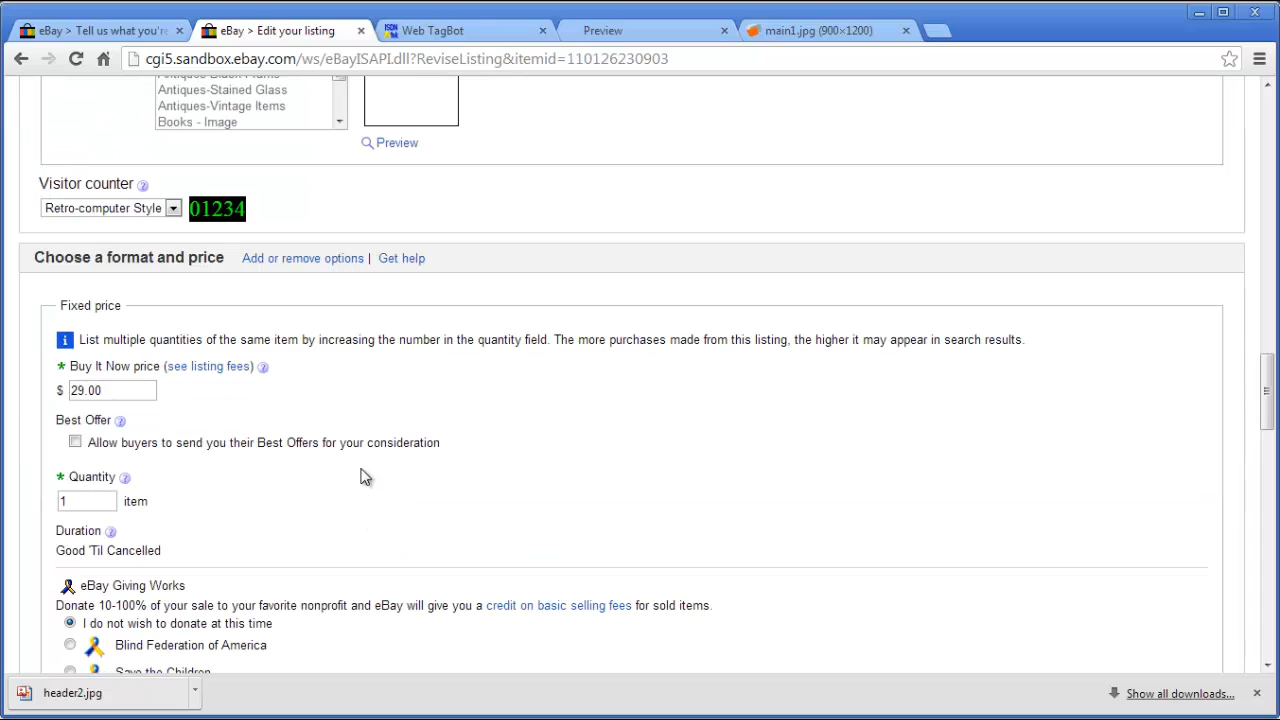 eBay > Tell us what you're
eBay > Edit your listing
Web TagBot
Preview
main1.jpg (900×1200)
cgi5.sandbox.ebay.com/ws/eBayISAPI.dll?ReviseListing&itemid=110126230903
Antiques-Stained Glass
Antiques-Vintage Items
Books - Image
Preview
Visitor counter
Retro-computer Style 01234
Choose a format and price Add or remove options | Get help
Fixed price
List multiple quantities of the same item by increasing the number in the quantity field. The more purchases made from this listing, the higher it may appear in search results.
* Buy It Now price (see listing fees)
$ 29.00
Best Offer
Allow buyers to send you their Best Offers for your consideration
* Quantity
1 item
Duration
Good 'Til Cancelled
eBay Giving Works
Donate 10-100% of your sale to your favorite nonprofit and eBay will give you a credit on basic selling fees for sold items.
I do not wish to donate at this time
Blind Federation of America
Save the Children
header2.jpg
Show all downloads...